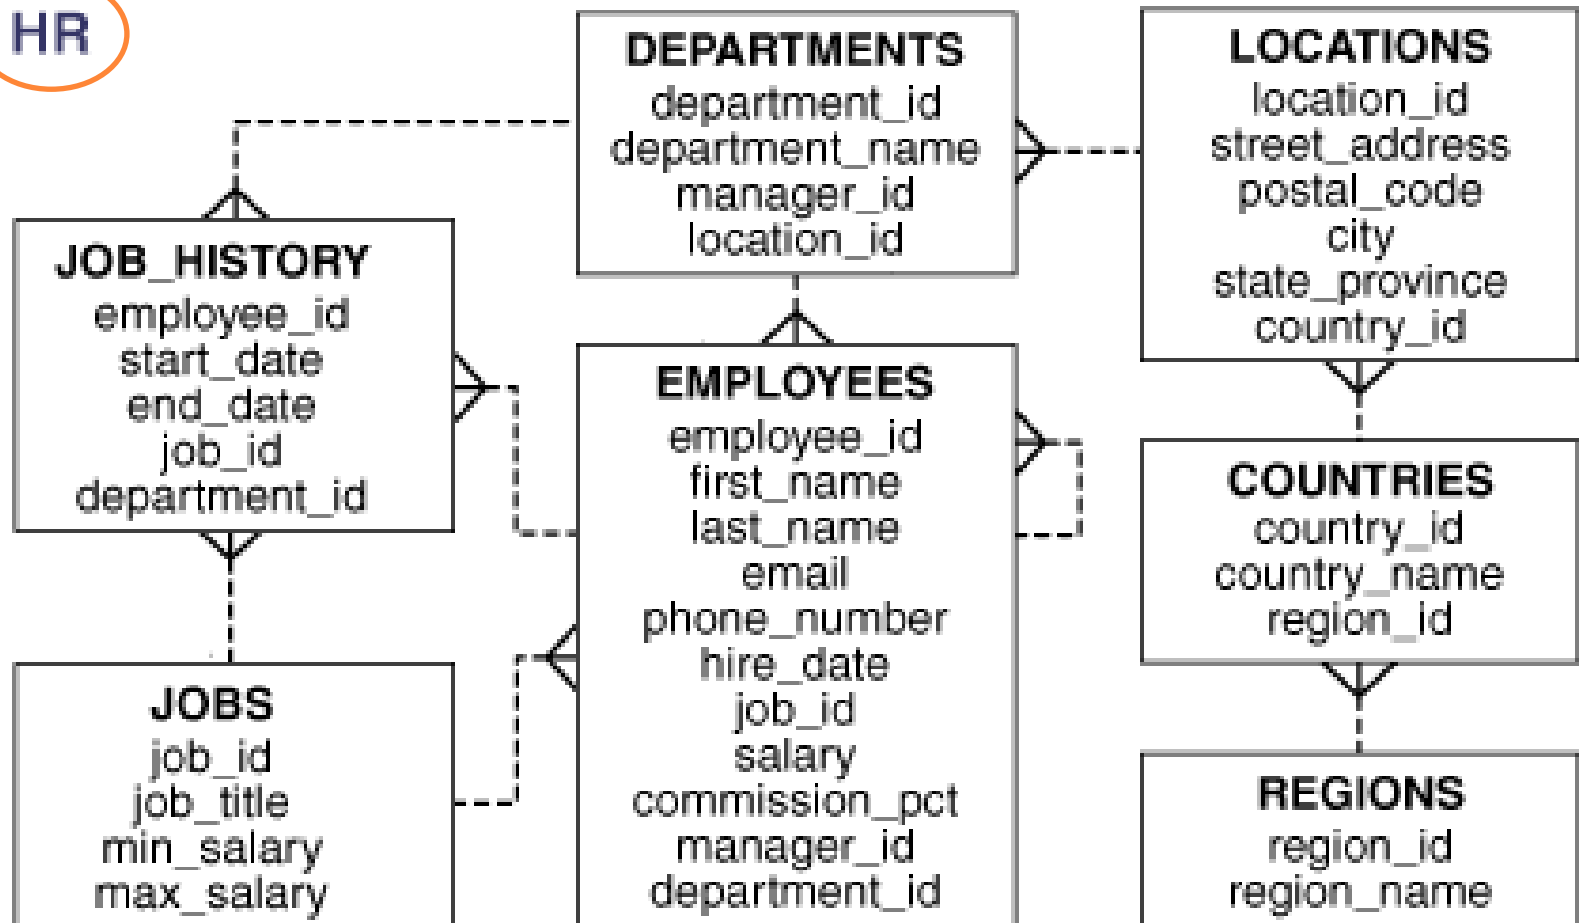 HR
DEPARTMENTS
department_id
department_name
manager_id
location_id
LOCATIONS
location_id
street_address
postal_code
city
state_province
country_id
JOB_HISTORY
employee_id
start_date
end_date
job_id
department_id
EMPLOYEES
employee_id
first_name
last_name
email
phone_number
hire_date
job_id
salary
commission_pct
manager_id
department_id
COUNTRIES
country_id
country_name
region_id
JOBS
job_id
job_title
min_salary
max_salary
REGIONS
region_id
region_name